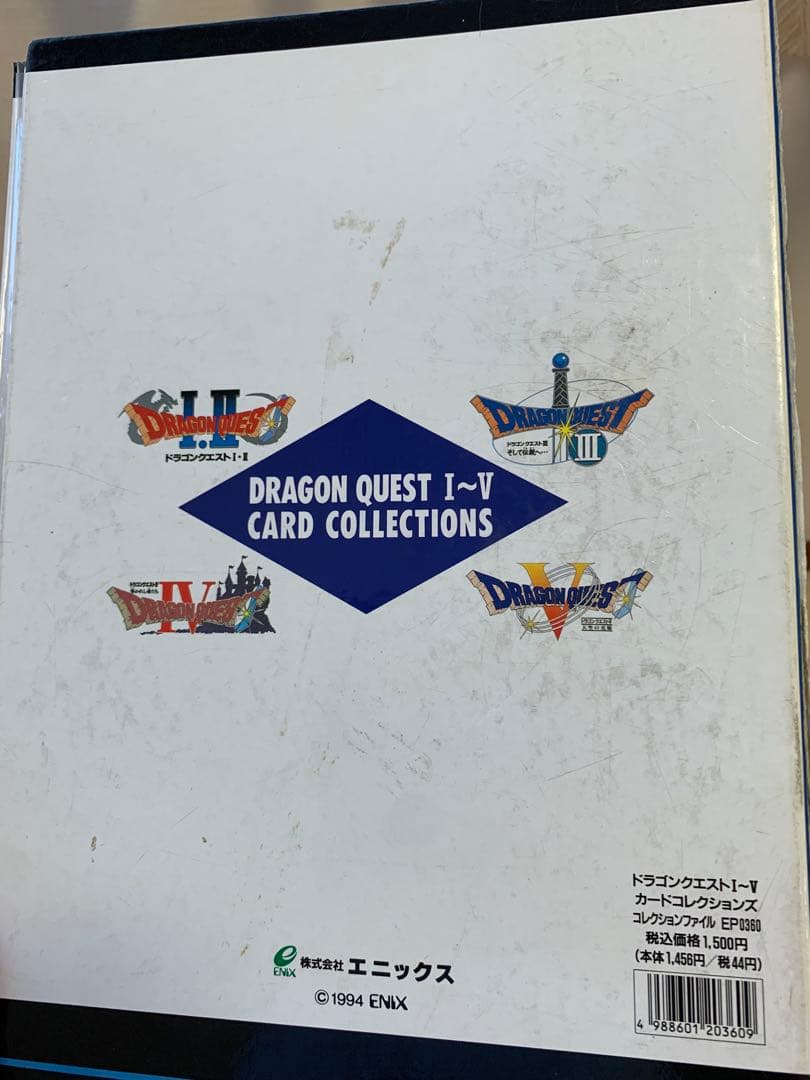 I・II
DRAGON QUEST
ドラゴンクエストI・II
DRAGON QUEST
ドラゴンクエストIII
そして伝説へ…
III
DRAGON QUEST I〜V
CARD COLLECTIONS
DRAGON QUEST
IV
DRAGON QUEST
V
ドラゴンクエストI〜V
カードコレクションズ
コレクションファイル EP0360
税込価格1,500円
(本体1,456円/税44円)
ENIX
株式会社 エニックス
©1994 ENIX
4 988601 203609